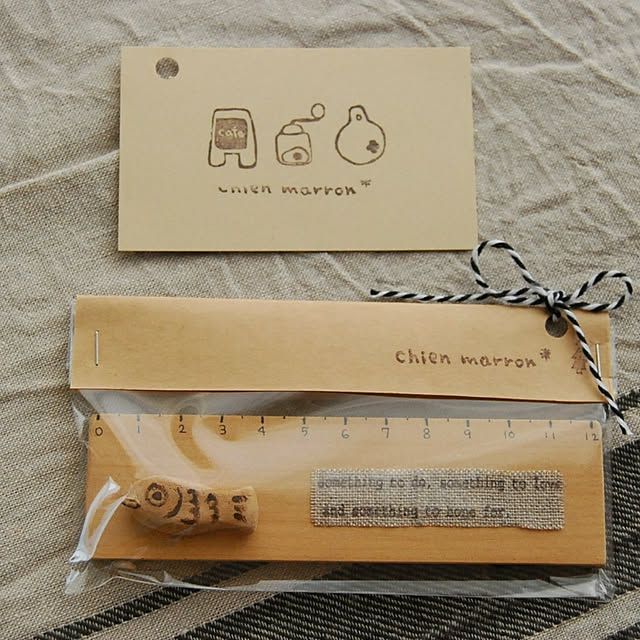 cafe
chien marron*
chien marron*
0 1 2 3 4 5 6 7 8 9 10 11 12
Something to do, something to love
and something to hope for.